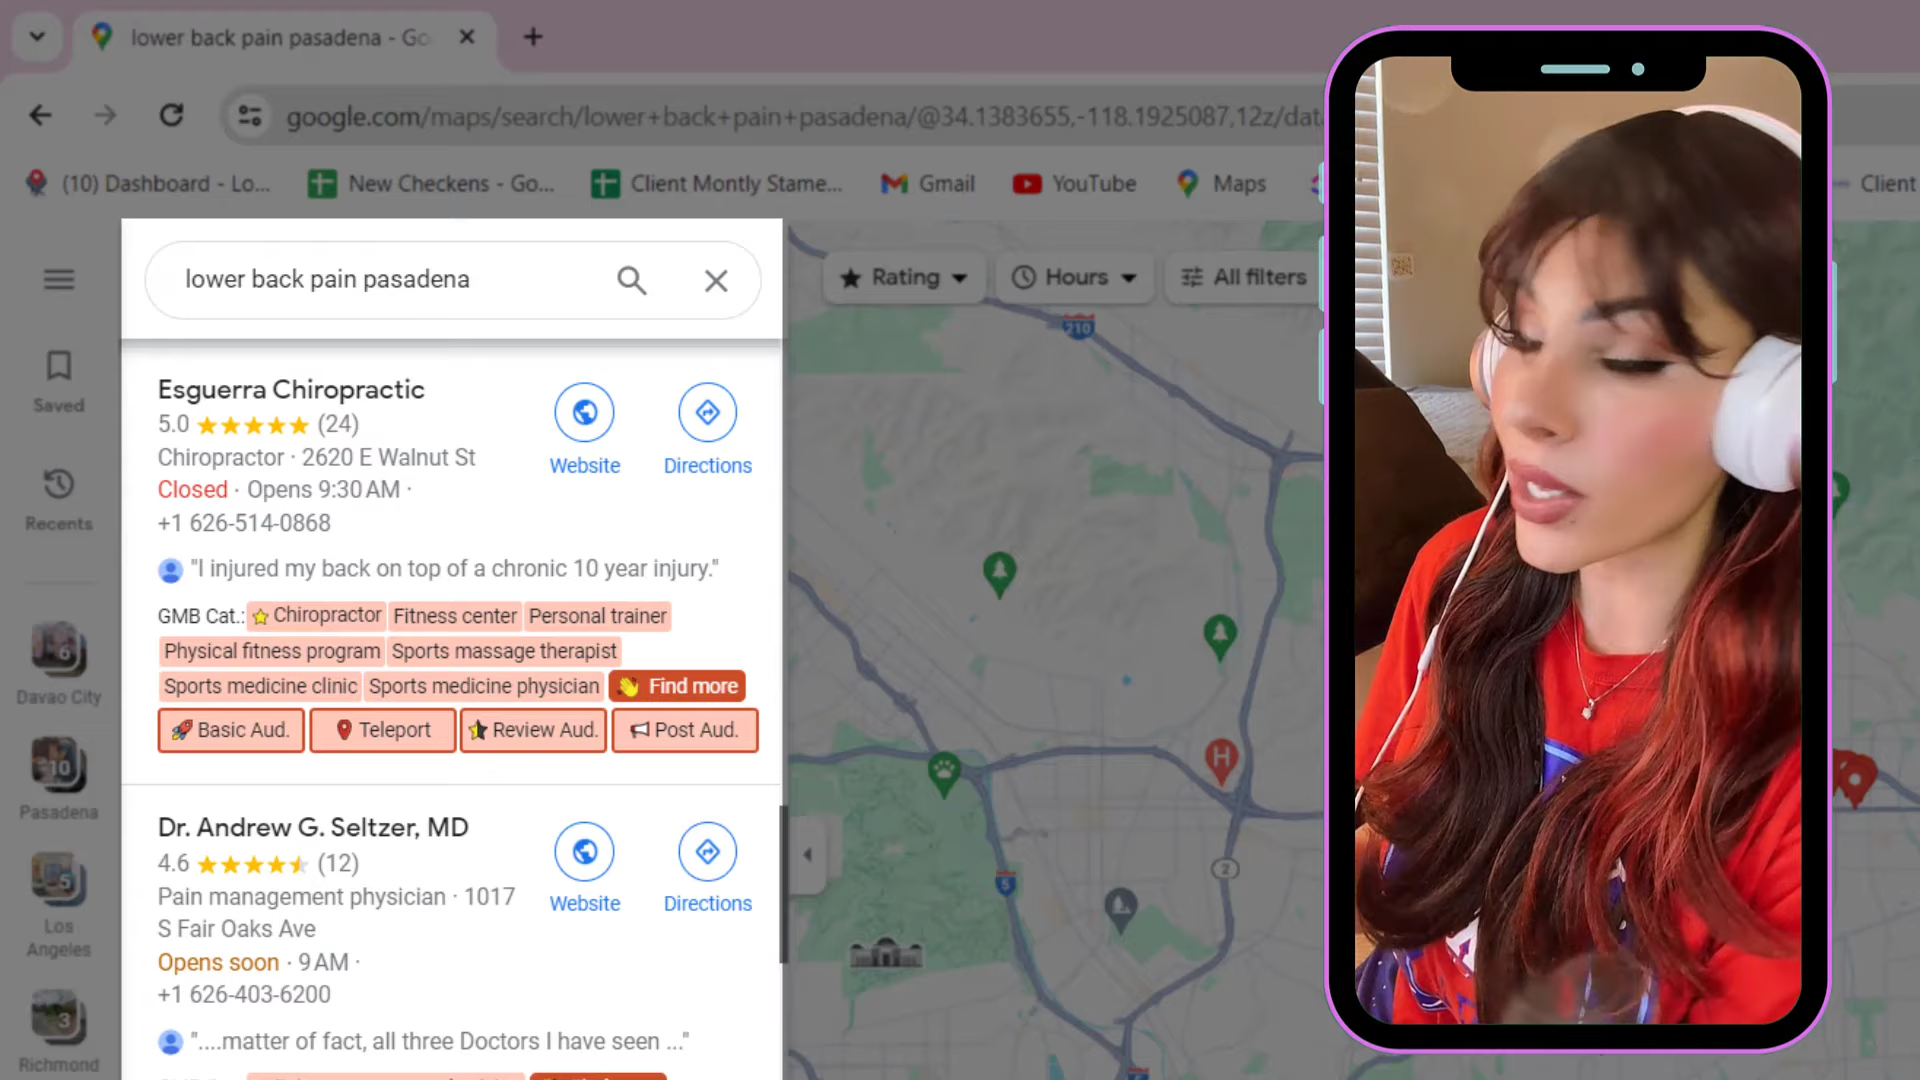 lower back pain pasadena - Go
google.com/maps/search/lower+back+pain+pasadena/@34.1383655,-118.1925087,12z/dat
(10) Dashboard - Lo...
New Checkens - Go...
Client Montly Stame...
Gmail
YouTube
Maps
Client
lower back pain pasadena
Rating
Hours
All filters
Saved
Recents
6
Davao City
10
Pasadena
5
Los
Angeles
3
Richmond
Esguerra Chiropractic
5.0 (24)
Chiropractor · 2620 E Walnut St
Closed · Opens 9:30 AM ·
+1 626-514-0868
Website
Directions
"I injured my back on top of a chronic 10 year injury."
GMB Cat.: Chiropractor Fitness center Personal trainer
Physical fitness program Sports massage therapist
Sports medicine clinic Sports medicine physician Find more
Basic Aud. Teleport Review Aud. Post Aud.
Dr. Andrew G. Seltzer, MD
4.6 (12)
Pain management physician · 1017
S Fair Oaks Ave
Opens soon · 9 AM ·
+1 626-403-6200
Website
Directions
"....matter of fact, all three Doctors I have seen ..."
210
H
2
5